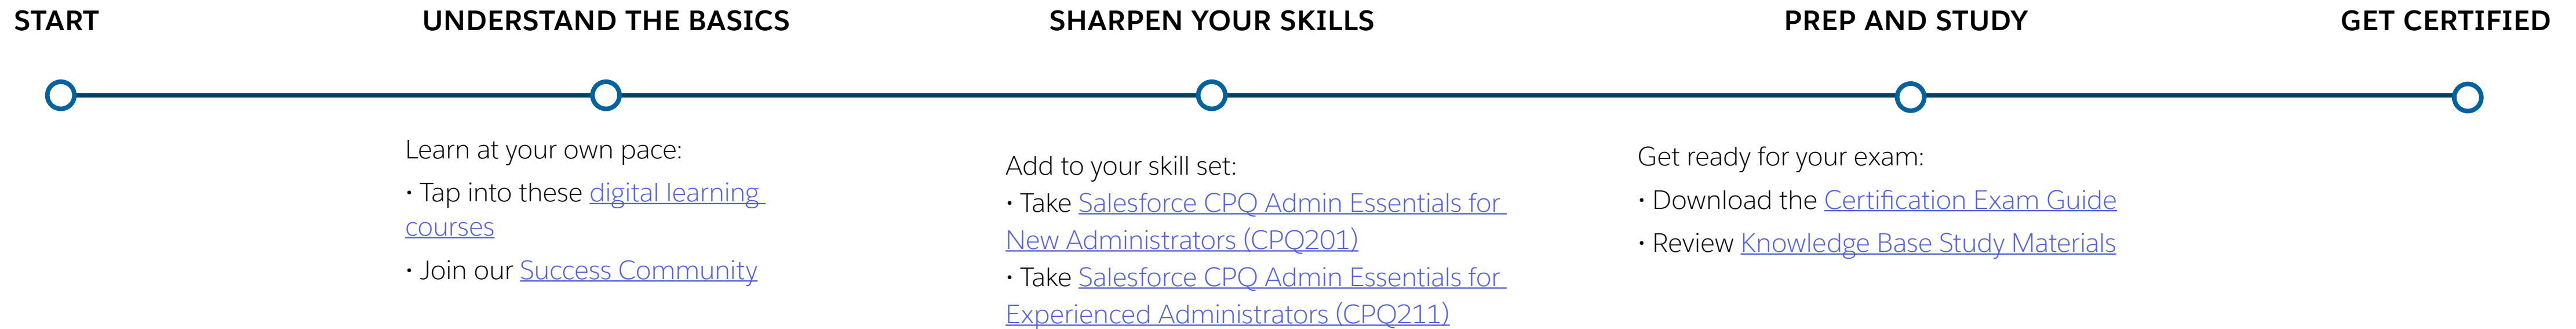 START
UNDERSTAND THE BASICS
SHARPEN YOUR SKILLS
PREP AND STUDY
GET CERTIFIED
Learn at your own pace:
• Tap into these digital learning
courses
• Join our Success Community
Add to your skill set:
• Take Salesforce CPQ Admin Essentials for
New Administrators (CPQ201)
• Take Salesforce CPQ Admin Essentials for
Experienced Administrators (CPQ211)
Get ready for your exam:
• Download the Certification Exam Guide
• Review Knowledge Base Study Materials